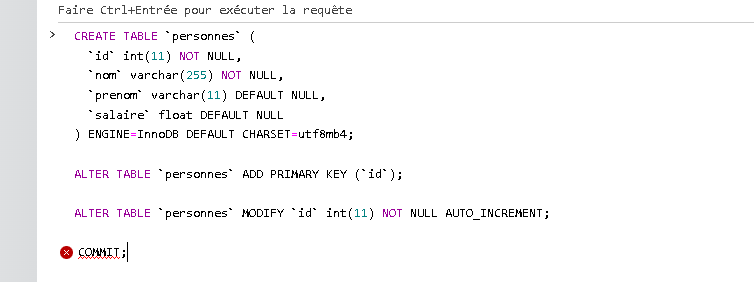 Faire Ctrl+Entrée pour exécuter la requête
CREATE TABLE `personnes` (
`id` int(11) NOT NULL,
`nom` varchar(255) NOT NULL,
`prenom` varchar(11) DEFAULT NULL,
`salaire` float DEFAULT NULL
) ENGINE=InnoDB DEFAULT CHARSET=utf8mb4;
ALTER TABLE `personnes` ADD PRIMARY KEY (`id`);
ALTER TABLE `personnes` MODIFY `id` int(11) NOT NULL AUTO_INCREMENT;
COMMIT;